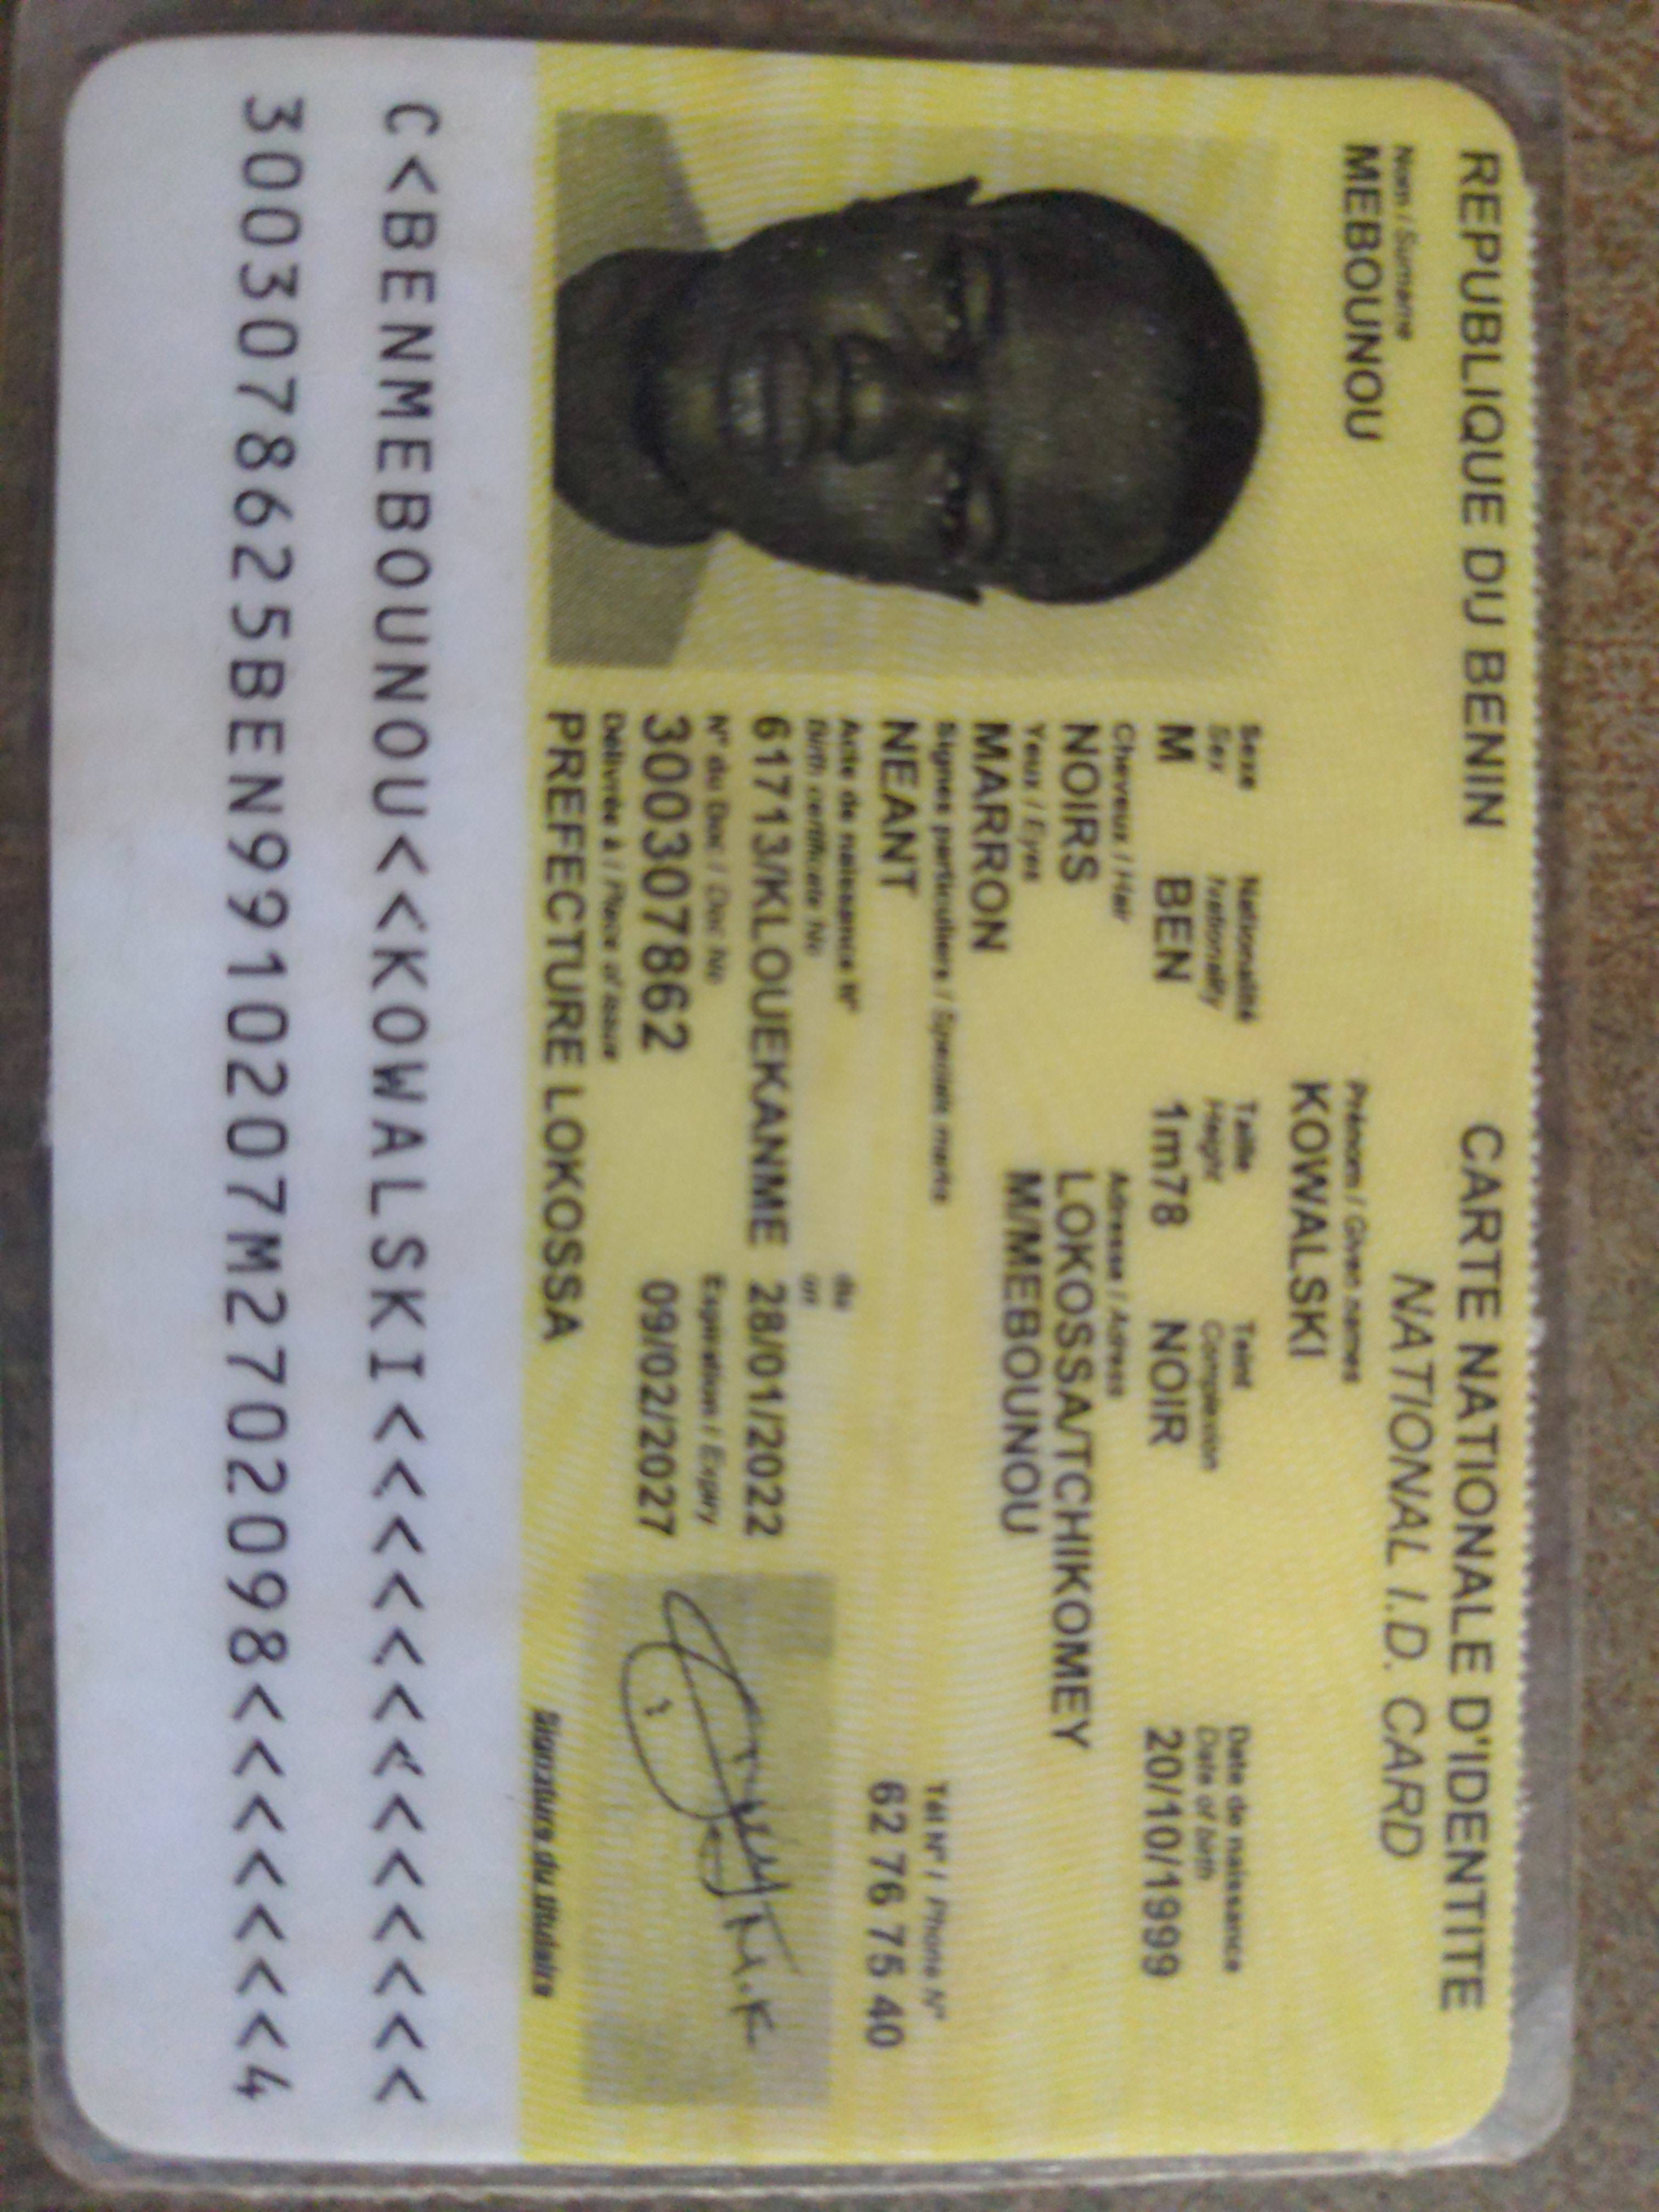 REPUBLIQUE DU BENIN
CARTE NATIONALE D'IDENTITE
NATIONAL I.D. CARD
Nom / Surname
MEBOUNOU
Prénoms / Given names
KOWALSKI
Sexe Nationalité Taille Teint Date de naissance
Sex Nationality Height Complexion Date of birth
M BEN 1m78 NOIR 20/10/1999
Cheveux / Hair Adresse / Adress
NOIRS LOKOSSA/TCHIKOMEY
Yeux / Eyes
MARRON M/MEBOUNOU
Signes particuliers / Speciale marks Tél N° / Phone N°
NEANT 62 76 75 40
Acte de naissance N° du
Birth certificate No on
61713/KLOUEKANME 28/01/2022
N° du Doc / Doc No Expiration / Expiry
300307862 09/02/2027
Délivrée à / Place of issue
PREFECTURE LOKOSSA
Signature du titulaire
C<BENMEBOUNOU<<KOWALSKI<<<<<<<<<<<<<
3003078625BEN9910207M2702098<<<<<<<4